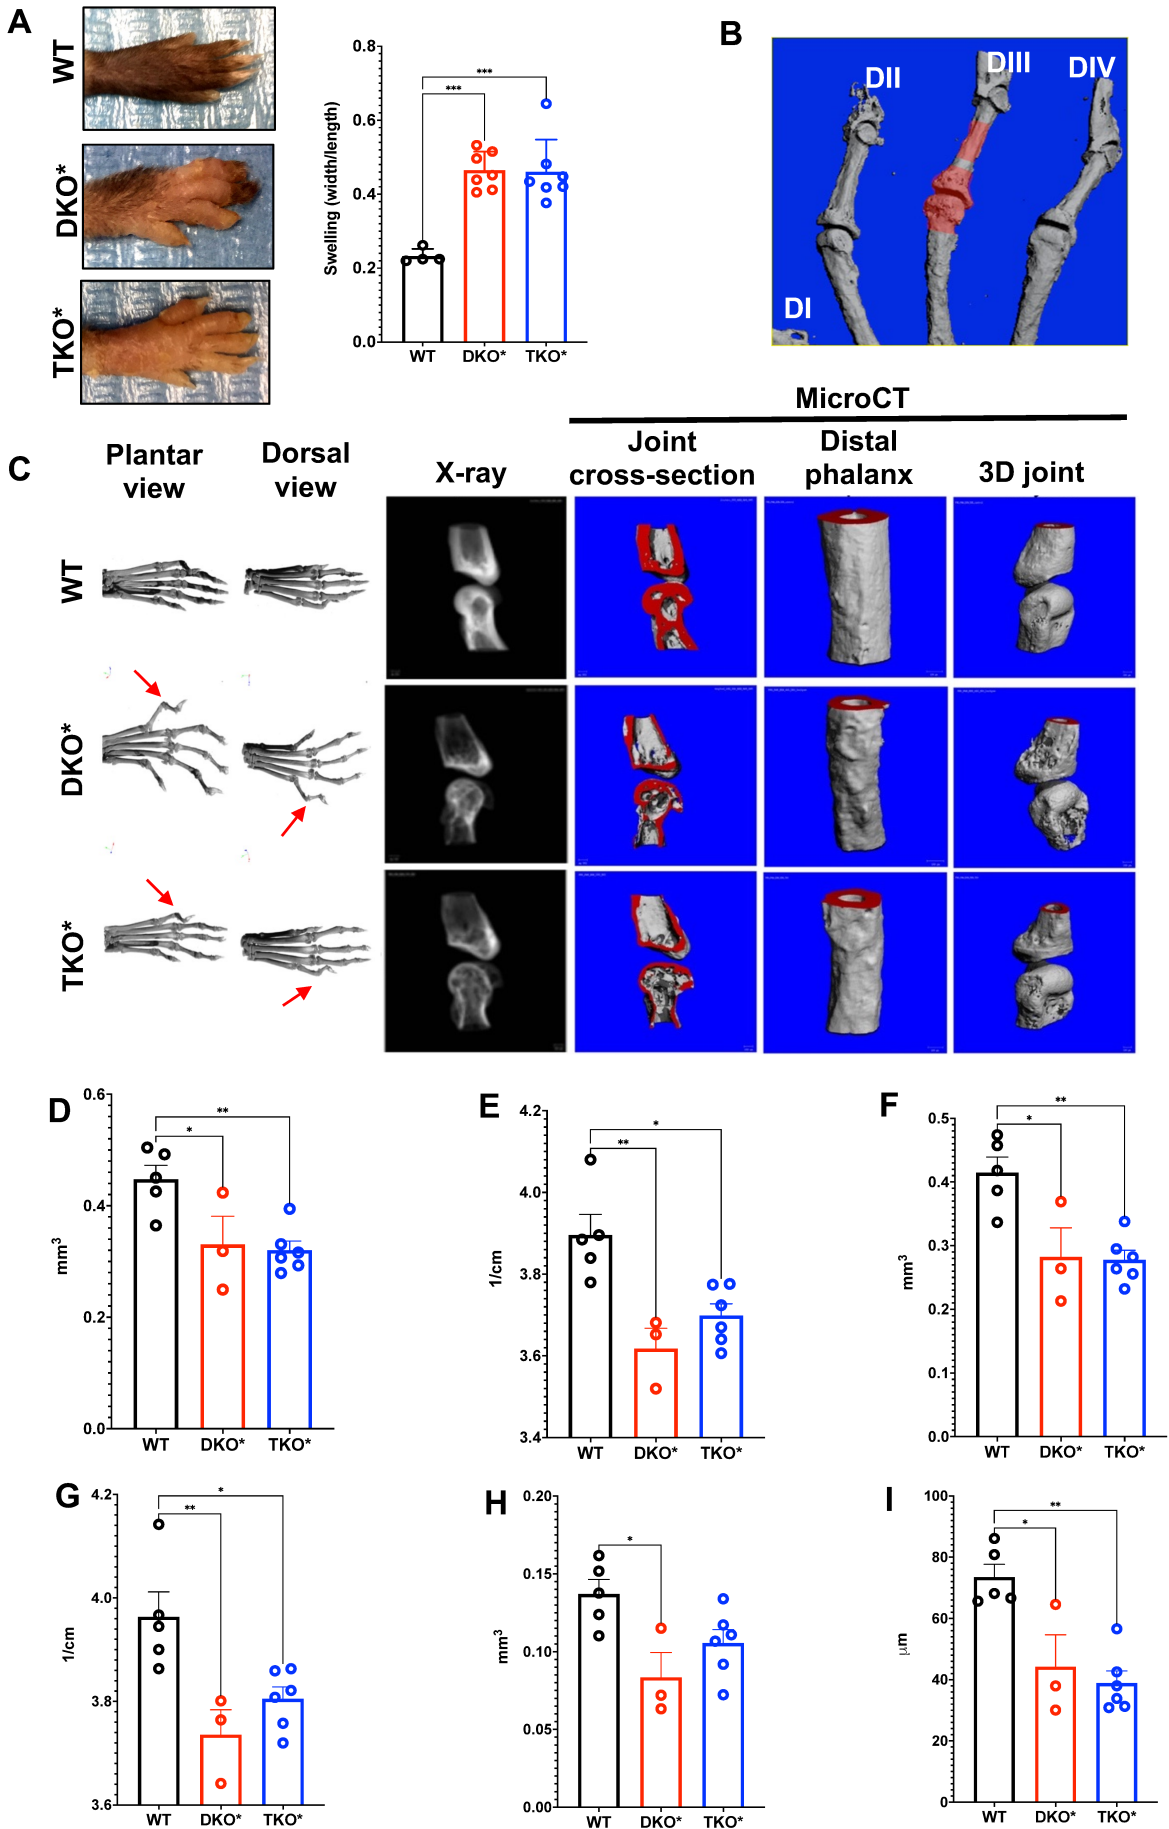 A
WT
DKO*
TKO*
Swelling (width/length)
0.8
0.6
0.4
0.2
0.0
***
***
WT DKO* TKO*
B
DI
DII
DIII
DIV
C
MicroCT
Plantar view
Dorsal view
X-ray
Joint cross-section
Distal phalanx
3D joint
WT
DKO*
TKO*
D
mm3
0.6
0.4
0.2
0.0
**
*
WT DKO* TKO*
E
1/cm
4.2
4.0
3.8
3.6
3.4
*
**
WT DKO* TKO*
F
mm3
0.5
0.4
0.3
0.2
0.1
0.0
**
*
WT DKO* TKO*
G
1/cm
4.2
4.0
3.8
3.6
*
**
WT DKO* TKO*
H
mm3
0.20
0.15
0.10
0.05
0.00
*
WT DKO* TKO*
I
μm
100
80
60
40
20
0
**
*
WT DKO* TKO*